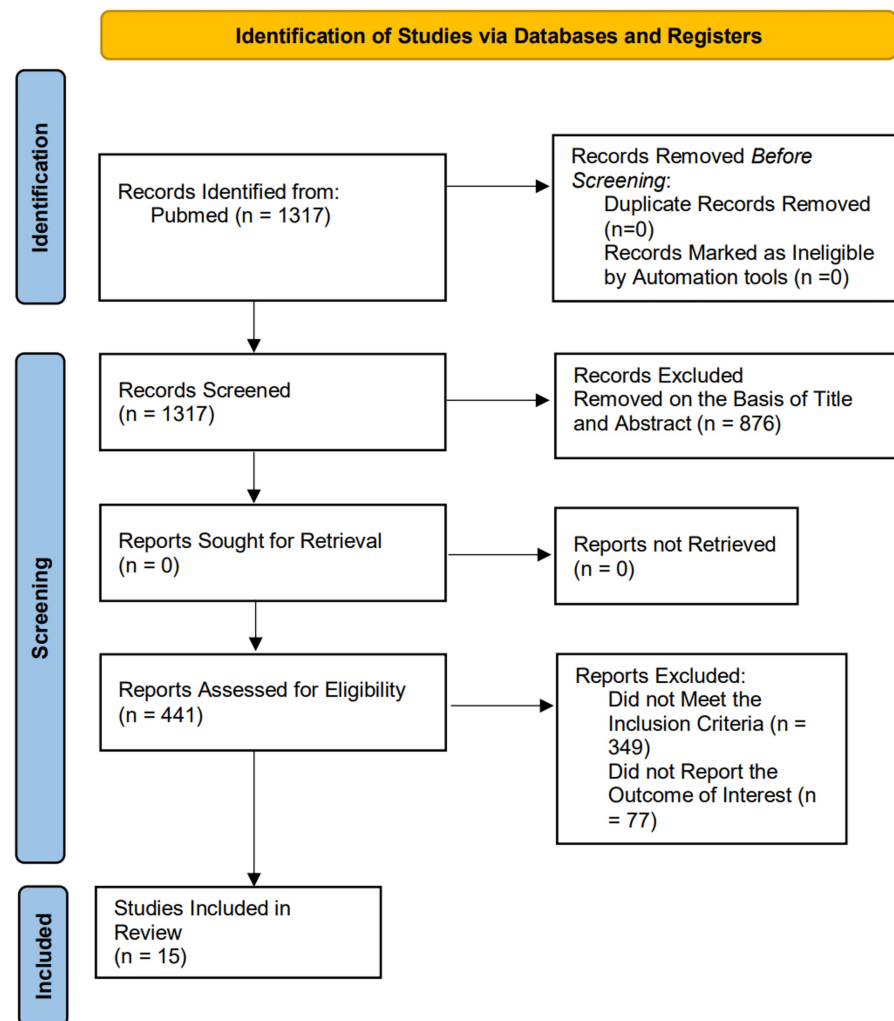 Identification of Studies via Databases and Registers
Identification
Records Identified from:
Pubmed (n = 1317)
Records Removed Before
Screening:
Duplicate Records Removed
(n=0)
Records Marked as Ineligible
by Automation tools (n =0)
Screening
Records Screened
(n = 1317)
Records Excluded
Removed on the Basis of Title
and Abstract (n = 876)
Reports Sought for Retrieval
(n = 0)
Reports not Retrieved
(n = 0)
Reports Assessed for Eligibility
(n = 441)
Reports Excluded:
Did not Meet the
Inclusion Criteria (n =
349)
Did not Report the
Outcome of Interest (n
= 77)
Included
Studies Included in
Review
(n = 15)